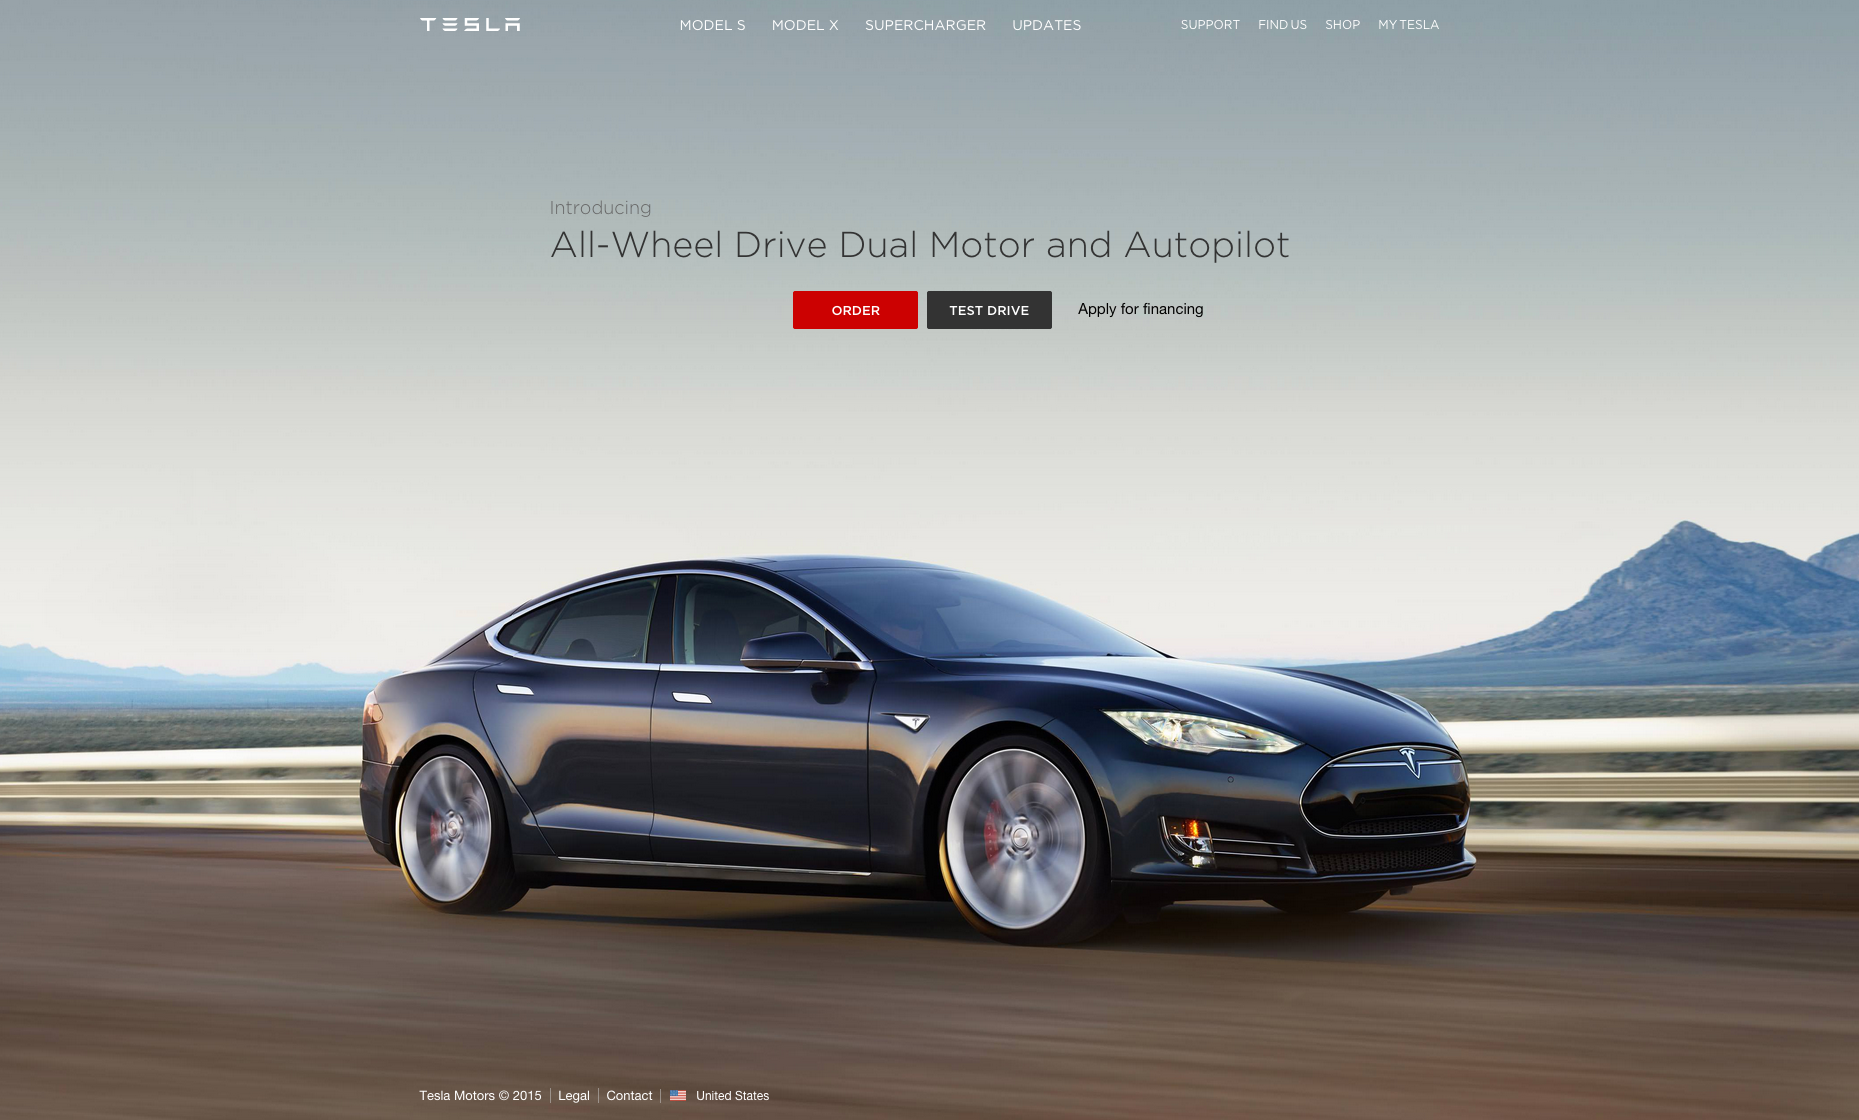 TESLA MODEL S MODEL X SUPERCHARGER UPDATES SUPPORT FIND US SHOP MY TESLA
Introducing
All-Wheel Drive Dual Motor and Autopilot
ORDER TEST DRIVE Apply for financing
Tesla Motors © 2015 Legal Contact United States